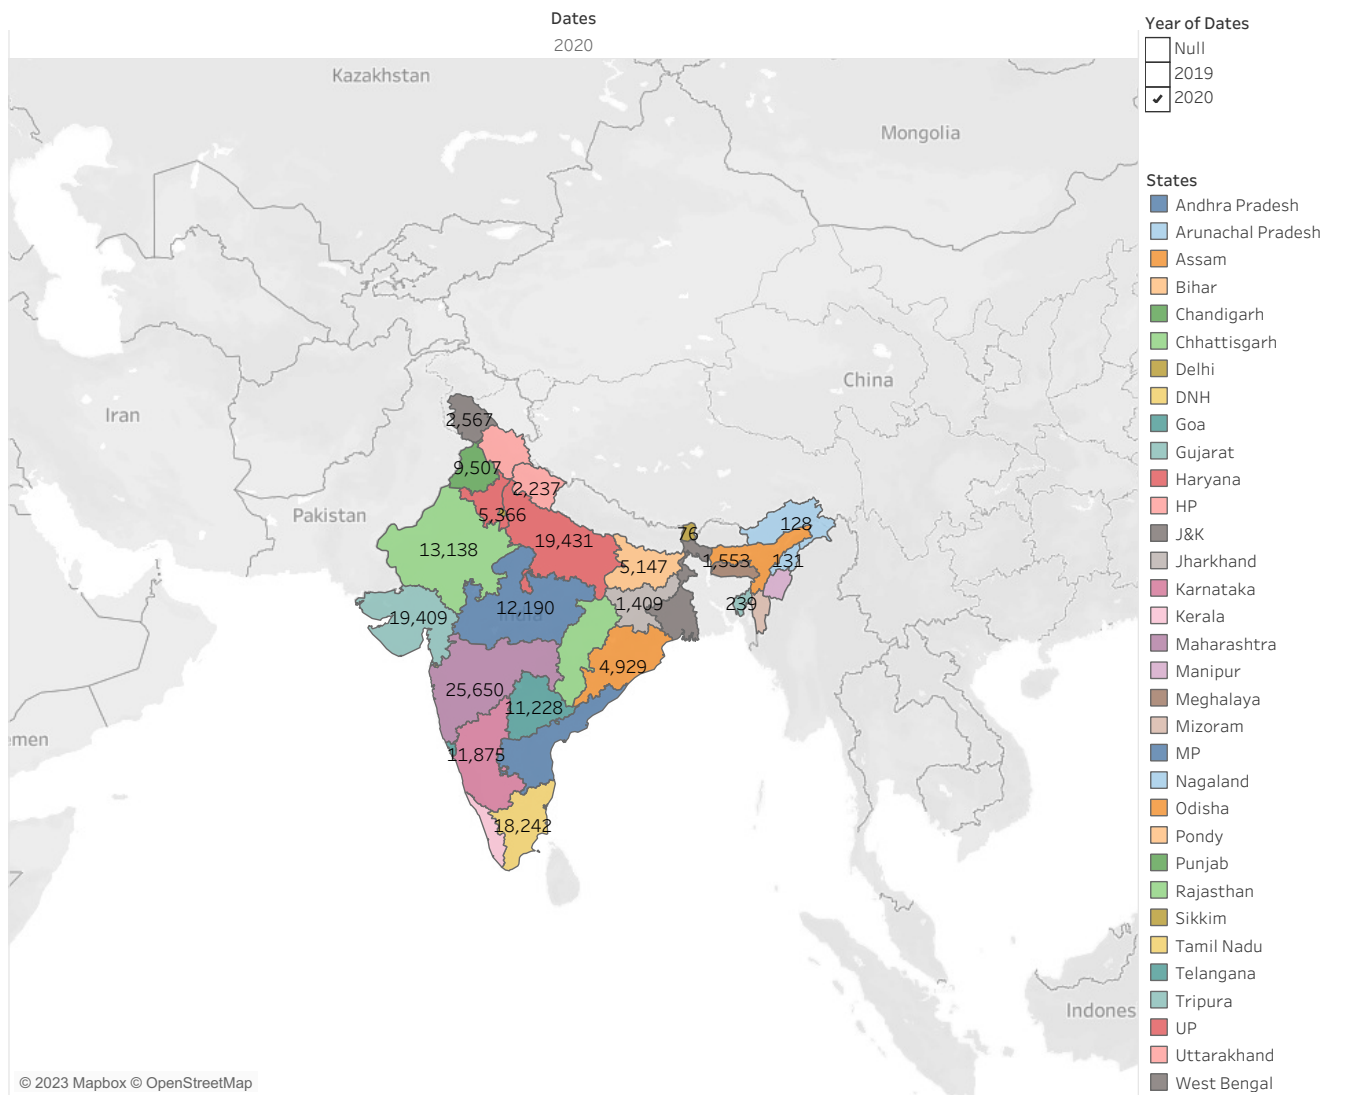 Dates
2020
Year of Dates
Null
2019
2020
Kazakhstan
Mongolia
China
Iran
Pakistan
India
emen
Indones
2,567
9,507
2,237
5,366
19,431
13,138
76
128
5,147
1,553
131
12,190
1,409
239
19,409
4,929
25,650
11,228
11,875
18,242
States
Andhra Pradesh
Arunachal Pradesh
Assam
Bihar
Chandigarh
Chhattisgarh
Delhi
DNH
Goa
Gujarat
Haryana
HP
J&K
Jharkhand
Karnataka
Kerala
Maharashtra
Manipur
Meghalaya
Mizoram
MP
Nagaland
Odisha
Pondy
Punjab
Rajasthan
Sikkim
Tamil Nadu
Telangana
Tripura
UP
Uttarakhand
West Bengal
© 2023 Mapbox © OpenStreetMap